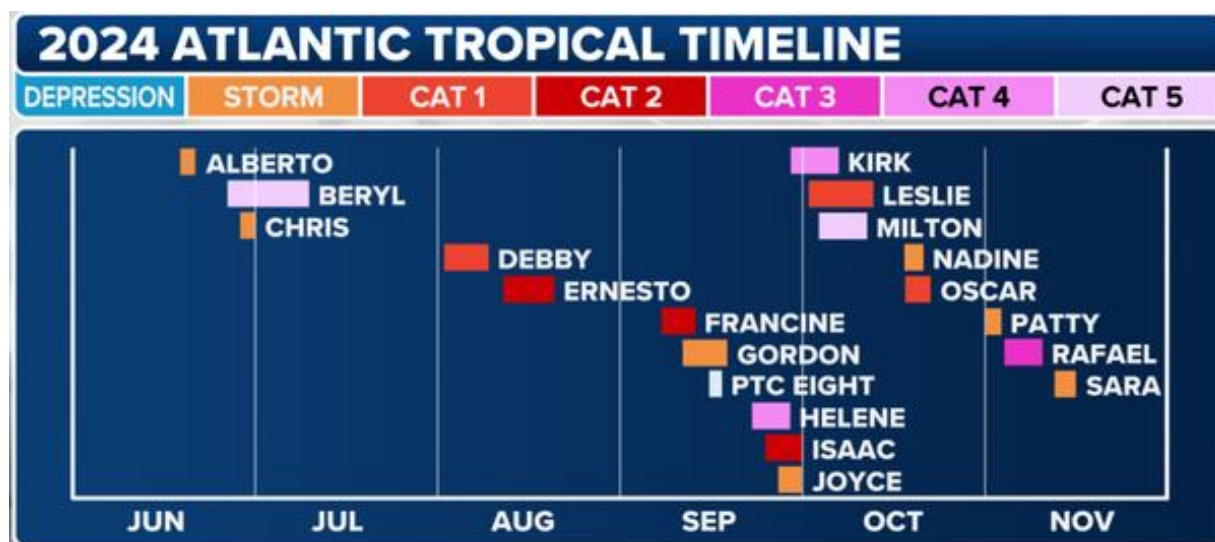 2024 ATLANTIC TROPICAL TIMELINE
DEPRESSION STORM CAT 1 CAT 2 CAT 3 CAT 4 CAT 5
ALBERTO KIRK
BERYL LESLIE
CHRIS MILTON
DEBBY NADINE
ERNESTO OSCAR
FRANCINE PATTY
GORDON RAFAEL
PTC EIGHT SARA
HELENE
ISAAC
JOYCE
JUN JUL AUG SEP OCT NOV